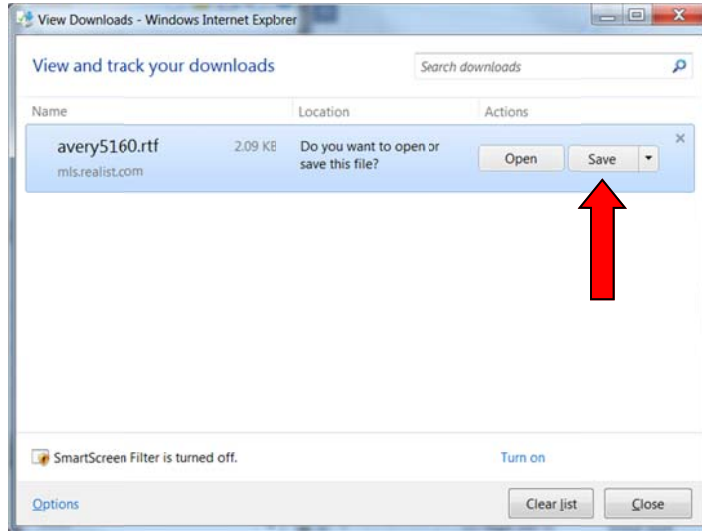 View Downloads - Windows Internet Explorer
View and track your downloads
Search downloads
Name Location Actions
avery5160.rtf 2.09 KB Do you want to open or save this file? Open Save
mls.realist.com
SmartScreen Filter is turned off. Turn on
Options Clear list Close